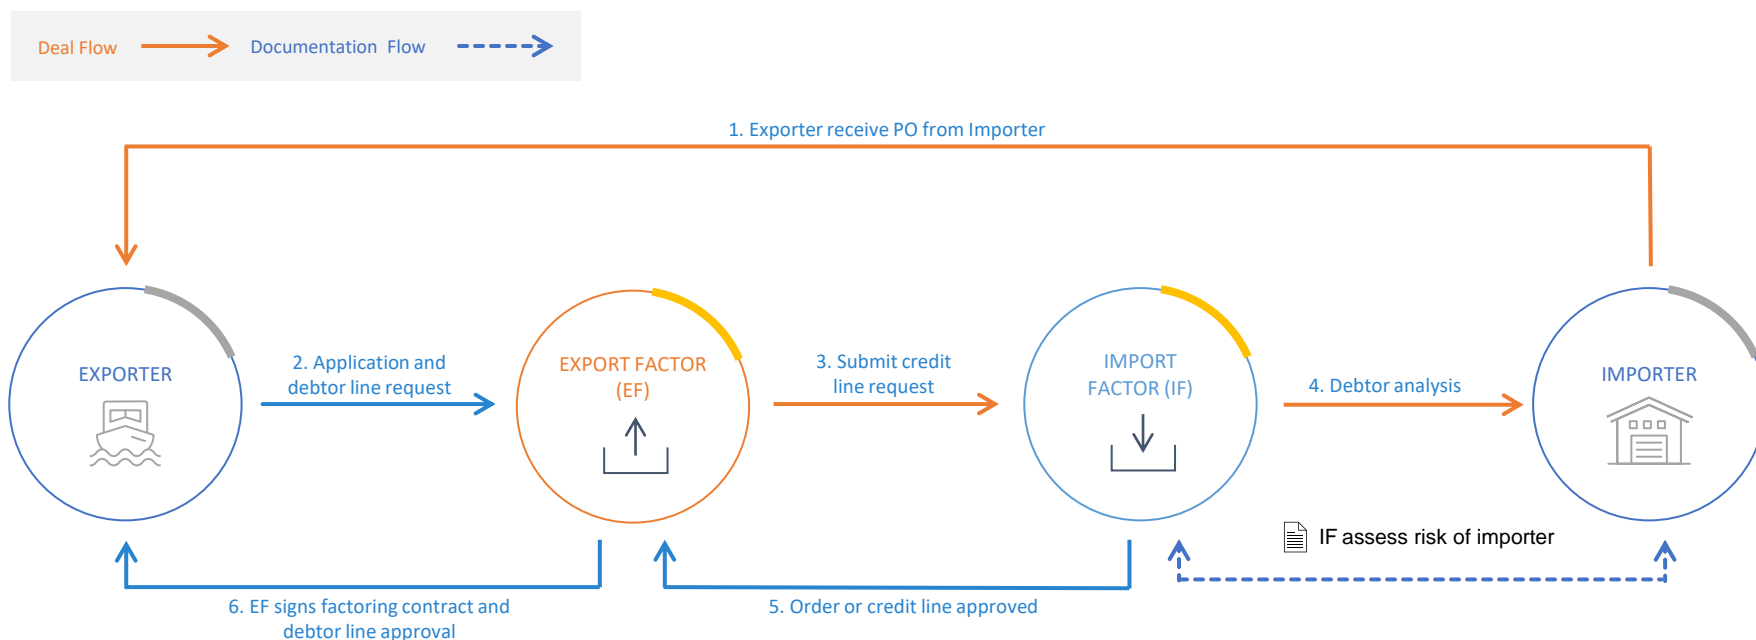 Deal Flow
Documentation Flow
1. Exporter receive PO from Importer
EXPORTER
2. Application and
debtor line request
EXPORT FACTOR
(EF)
3. Submit credit
line request
IMPORT
FACTOR (IF)
4. Debtor analysis
IMPORTER
IF assess risk of importer
6. EF signs factoring contract and
debtor line approval
5. Order or credit line approved